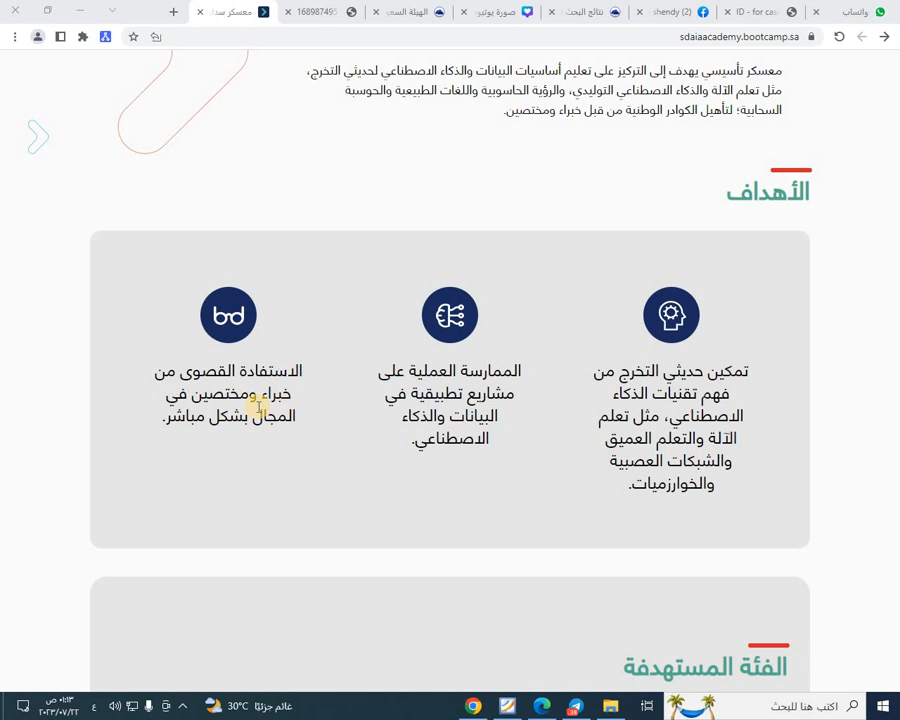 واتساب
ID - for cas
shendy (2)
نتائج البحث
صورة يوتيو
الهيئة السعو
168987495
معسكر سدا
sdaiaacademy.bootcamp.sa
معسكر تأسيسي يهدف إلى التركيز على تعليم أساسيات البيانات والذكاء الاصطناعي لحديثي التخرج،
مثل تعلم الآلة والذكاء الاصطناعي التوليدي، والرؤية الحاسوبية واللغات الطبيعية والحوسبة
السحابية؛ لتأهيل الكوادر الوطنية من قبل خبراء ومختصين.
الأهداف
تمكين حديثي التخرج من
فهم تقنيات الذكاء
الاصطناعي، مثل تعلم
الآلة والتعلم العميق
والشبكات العصبية
والخوارزميات.
الممارسة العملية على
مشاريع تطبيقية في
البيانات والذكاء
الاصطناعي.
الاستفادة القصوى من
خبراء ومختصين في
المجال بشكل مباشر.
الفئة المستهدفة
اكتب هنا للبحث
38
30°C غائم جزئيًا
ع
٠١:١٣ ص
٢٠٢٣/٠٧/٢٢